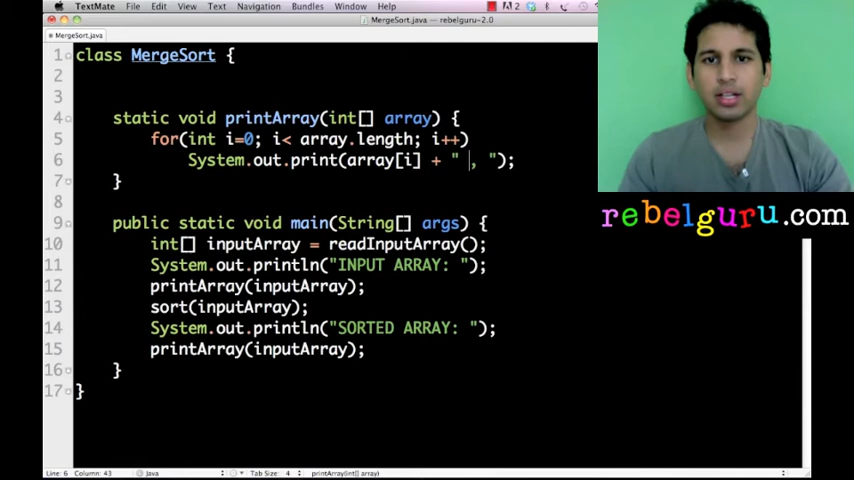 TextMate File Edit View Text Navigation Bundles Window Help
MergeSort.java — rebelguru~2.0
MergeSort.java
1 class MergeSort {
2
3
4 static void printArray(int[] array) {
5 for(int i=0; i< array.length; i++)
6 System.out.print(array[i] + " , ");
7 }
8
9 public static void main(String[] args) {
10 int[] inputArray = readInputArray();
11 System.out.println("INPUT ARRAY: ");
12 printArray(inputArray);
13 sort(inputArray);
14 System.out.println("SORTED ARRAY: ");
15 printArray(inputArray);
16 }
17 }
rebelguru.com
Line: 6 Column: 43 Java Tab Size: 4 printArray(int[] array)